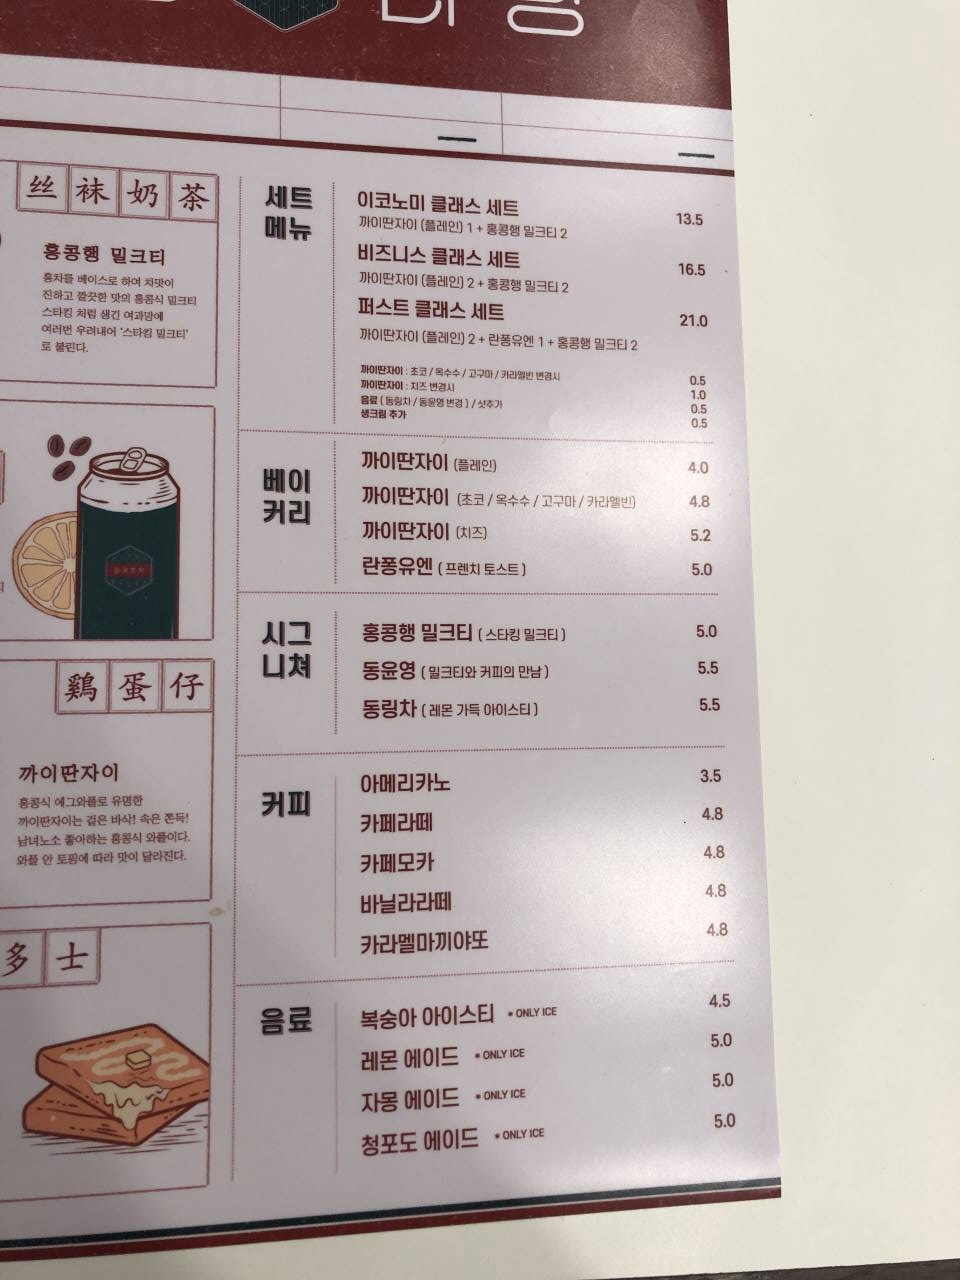 丝袜奶茶
홍콩행 밀크티
홍차를 베이스로 하여 차맛이
진하고 깔끗한 맛의 홍콩식 밀크티
스타킹 처럼 생긴 여과망에
여러번 우려내어 '스타킹 밀크티'
로 불린다.
鷄蛋仔
까이딴자이
홍콩식 에그와플로 유명한
까이딴자이는 겉은 바삭! 속은 쫀득!
남녀노소 좋아하는 홍콩식 와플이다.
와플 안 토핑에 따라 맛이 달라진다.
多士
세트
메뉴
이코노미 클래스 세트 13.5
까이딴자이 (플레인) 1 + 홍콩행 밀크티 2
비즈니스 클래스 세트 16.5
까이딴자이 (플레인) 2 + 홍콩행 밀크티 2
퍼스트 클래스 세트 21.0
까이딴자이 (플레인) 2 + 란퐁유엔 1 + 홍콩행 밀크티 2
까이딴자이 : 초코 / 옥수수 / 고구마 / 카라멜빈 변경시 0.5
까이딴자이 : 치즈 변경시 1.0
음료 ( 동링차 / 동윤영 변경 ) / 샷추가 0.5
생크림 추가 0.5
베이
커리
까이딴자이 (플레인) 4.0
까이딴자이 (초코 / 옥수수 / 고구마 / 카라멜빈) 4.8
까이딴자이 (치즈) 5.2
란퐁유엔 ( 프렌치 토스트 ) 5.0
시그
니쳐
홍콩행 밀크티 ( 스타킹 밀크티 ) 5.0
동윤영 ( 밀크티와 커피의 만남 ) 5.5
동링차 ( 레몬 가득 아이스티 ) 5.5
커피
아메리카노 3.5
카페라떼 4.8
카페모카 4.8
바닐라라떼 4.8
카라멜마끼야또 4.8
음료
복숭아 아이스티 * ONLY ICE 4.5
레몬 에이드 * ONLY ICE 5.0
자몽 에이드 * ONLY ICE 5.0
청포도 에이드 * ONLY ICE 5.0